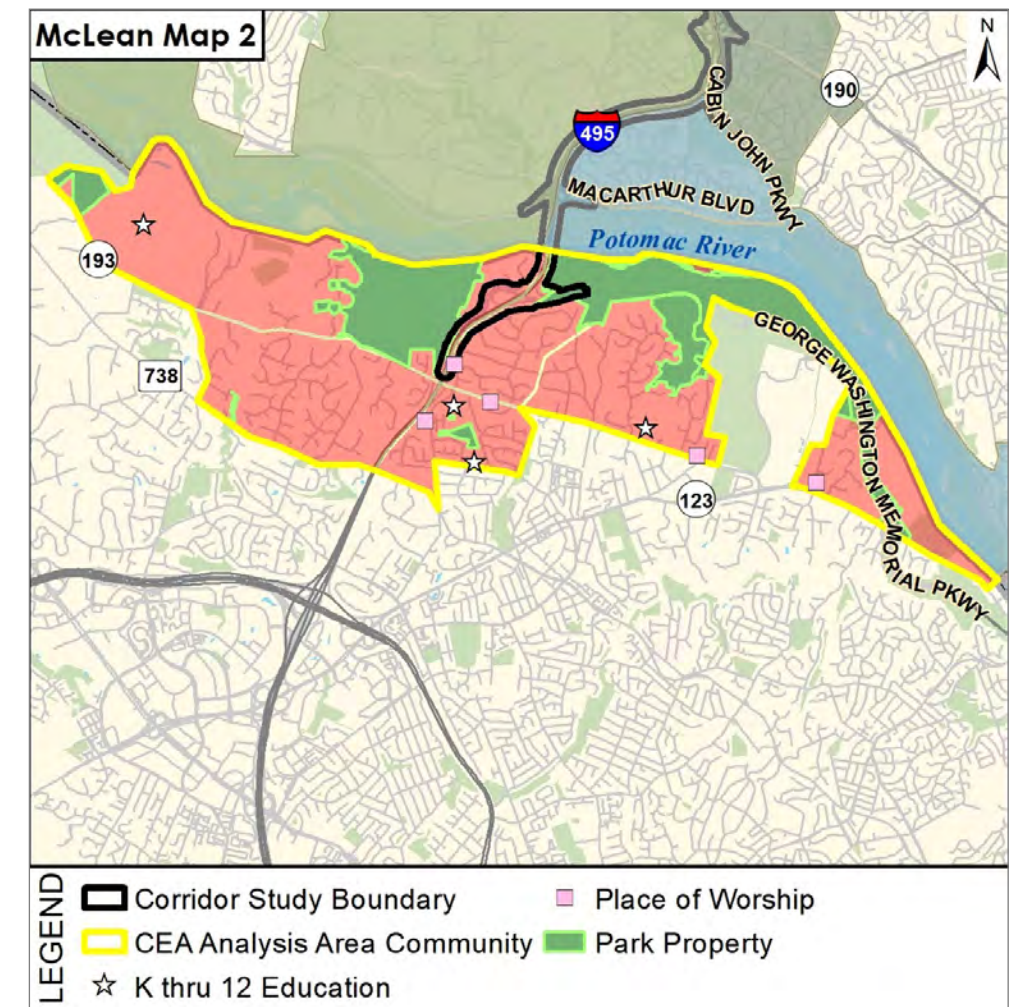 McLean Map 2
N
190
CABIN JOHN PKWY
495
MACARTHUR BLVD
Potomac River
193
GEORGE WASHINGTON MEMORIAL PKWY
738
123
LEGEND
Corridor Study Boundary
Place of Worship
CEA Analysis Area Community
Park Property
K thru 12 Education